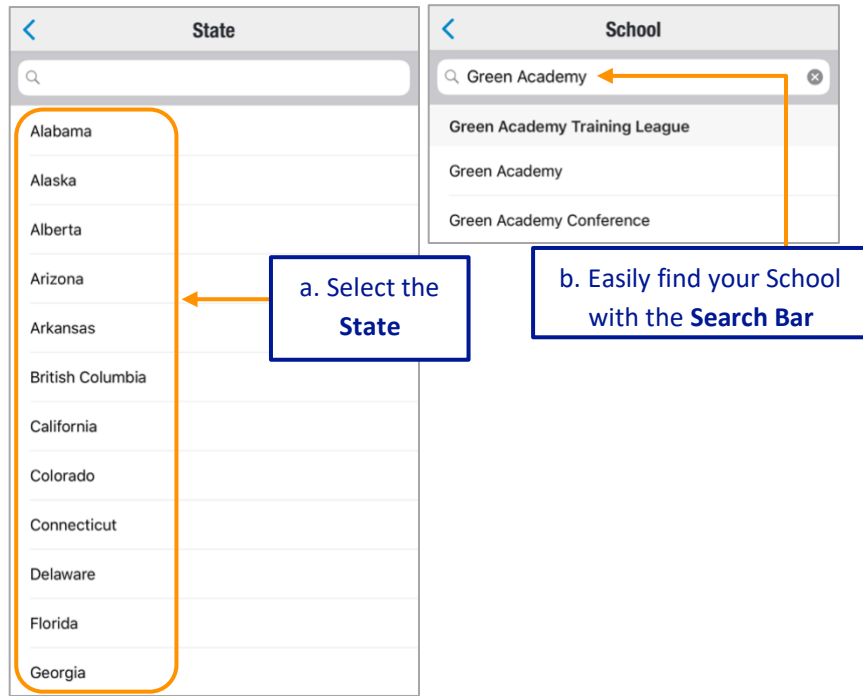 State
Alabama
Alaska
Alberta
Arizona
Arkansas
British Columbia
California
Colorado
Connecticut
Delaware
Florida
Georgia
a. Select the
State
School
Green Academy
Green Academy Training League
Green Academy
Green Academy Conference
b. Easily find your School
with the Search Bar